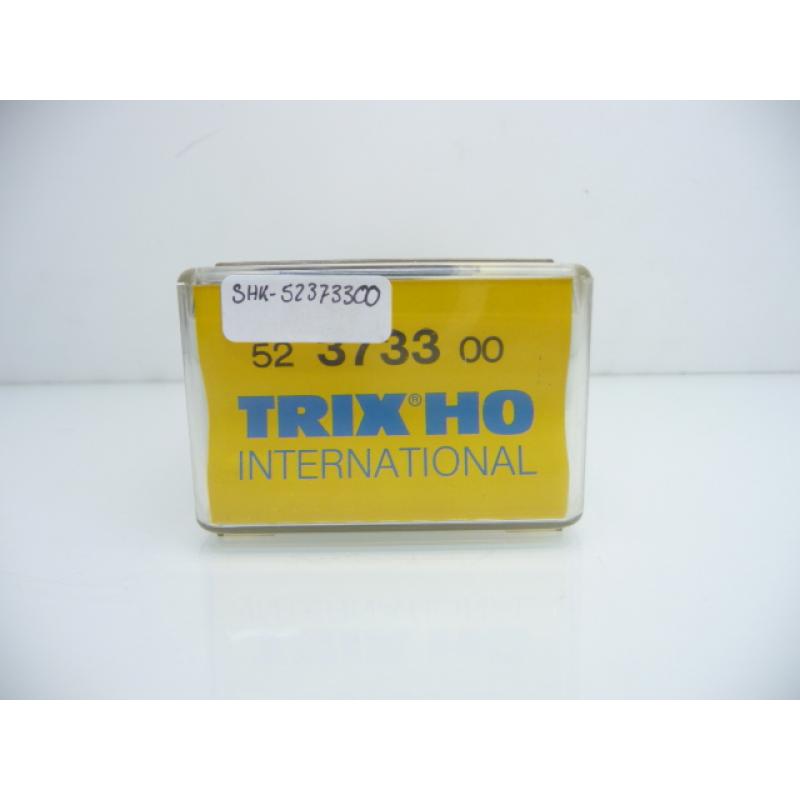 SHK-52373300
52 3733 00
TRIX® HO
INTERNATIONAL